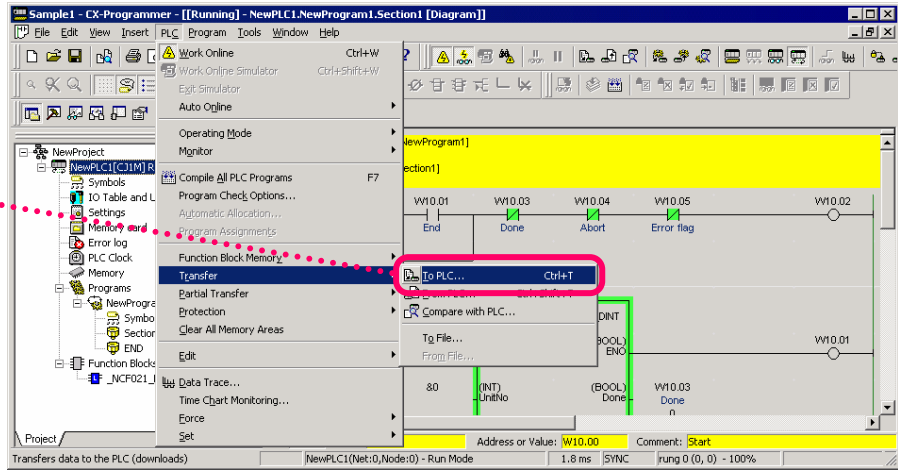 Sample1 - CX-Programmer - [[Running] - NewPLC1.NewProgram1.Section1 [Diagram]]
File Edit View Insert PLC Program Tools Window Help
Work Online Ctrl+W
Work Online Simulator Ctrl+Shift+W
Exit Simulator
Auto Online
Operating Mode
Monitor
Compile All PLC Programs F7
Program Check Options...
Automatic Allocation...
Program Assignments
Function Block Memory
Transfer
Partial Transfer
Protection
Clear All Memory Areas
Edit
Data Trace...
Time Chart Monitoring...
Force
Set
To PLC... Ctrl+T
From PLC... Ctrl+Shift+T
Compare with PLC...
To File...
From File...
NewProject
NewPLC1[CJ1M] R
Symbols
IO Table and U
Settings
Memory card
Error log
PLC Clock
Memory
Programs
NewProgra
Symbo
Section
END
Function Blocks
_NCF021_
Project
NewProgram1]
ection1]
W10.01 W10.03 W10.04 W10.05 W10.02
End Done Abort Error flag
DINT
BOOL)
ENO
W10.01
&0 (INT) (BOOL) W10.03
UnitNo Done Done
0
Address or Value: W10.00 Comment: Start
Transfers data to the PLC (downloads) NewPLC1(Net:0,Node:0) - Run Mode 1.8 ms SYNC rung 0 (0, 0) - 100%